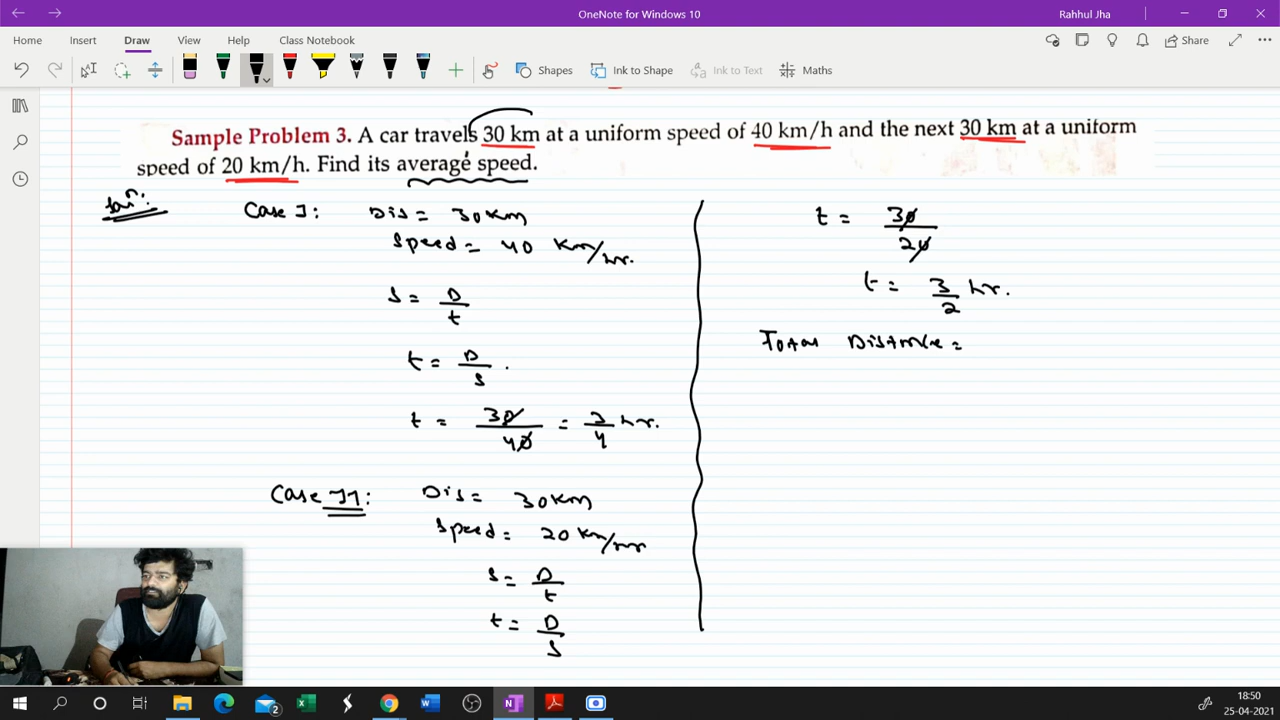 OneNote for Windows 10
Rahhul Jha
Home Insert Draw View Help Class Notebook
Share
Shapes Ink to Shape Ink to Text Maths
Sample Problem 3. A car travels 30 km at a uniform speed of 40 km/h and the next 30 km at a uniform
speed of 20 km/h. Find its average speed.
Case I: Dis = 30km
Speed = 40 km/hr.
S = D/t
t = D/S.
t = 30/40 = 3/4 hr.
Case II: Dis = 30km
Speed = 20 km/hr
S = D/t
t = D/S
t = 30/20
t = 3/2 hr.
Total Distance =
2
18:50
25-04-2021